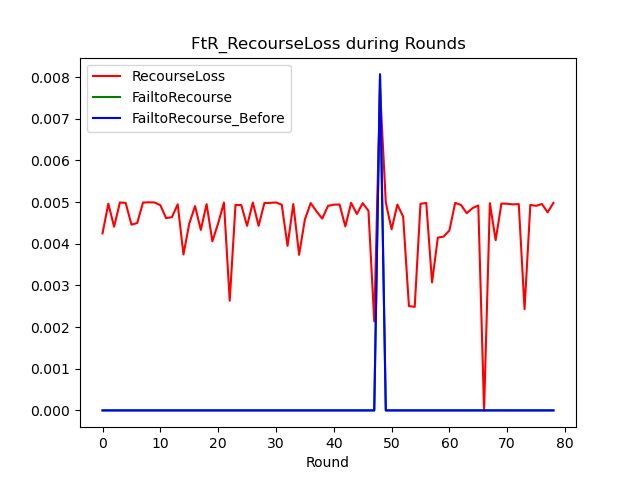 FtR_RecourseLoss during Rounds
RecourseLoss
FailtoRecourse
FailtoRecourse_Before
0.008
0.007
0.006
0.005
0.004
0.003
0.002
0.001
0.000
0 10 20 30 40 50 60 70 80
Round